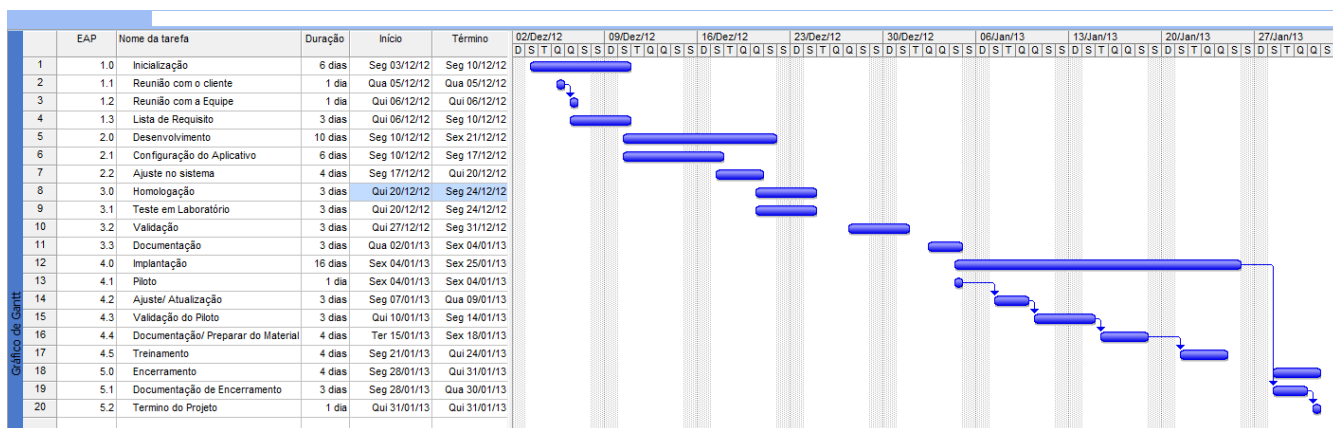 EAP Nome da tarefa Duração Início Término 02/Dez/12 09/Dez/12 16/Dez/12 23/Dez/12 30/Dez/12 06/Jan/13 13/Jan/13 20/Jan/13 27/Jan/13
D S T Q Q S S D S T Q Q S S D S T Q Q S S D S T Q Q S S D S T Q Q S S D S T Q Q S S D S T Q Q S S D S T Q Q S S D S T Q Q S
1 1.0 Inicialização 6 dias Seg 03/12/12 Seg 10/12/12
2 1.1 Reunião com o cliente 1 dia Qua 05/12/12 Qua 05/12/12
3 1.2 Reunião com a Equipe 1 dia Qui 06/12/12 Qui 06/12/12
4 1.3 Lista de Requisito 3 dias Qui 06/12/12 Seg 10/12/12
5 2.0 Desenvolvimento 10 dias Seg 10/12/12 Sex 21/12/12
6 2.1 Configuração do Aplicativo 6 dias Seg 10/12/12 Seg 17/12/12
7 2.2 Ajuste no sistema 4 dias Seg 17/12/12 Qui 20/12/12
8 3.0 Homologação 3 dias Qui 20/12/12 Seg 24/12/12
9 3.1 Teste em Laboratório 3 dias Qui 20/12/12 Seg 24/12/12
10 3.2 Validação 3 dias Qui 27/12/12 Seg 31/12/12
11 3.3 Documentação 3 dias Qua 02/01/13 Sex 04/01/13
12 4.0 Implantação 16 dias Sex 04/01/13 Sex 25/01/13
13 4.1 Piloto 1 dia Sex 04/01/13 Sex 04/01/13
14 4.2 Ajuste/ Atualização 3 dias Seg 07/01/13 Qua 09/01/13
15 4.3 Validação do Piloto 3 dias Qui 10/01/13 Seg 14/01/13
16 4.4 Documentação/ Preparar do Material 4 dias Ter 15/01/13 Sex 18/01/13
17 4.5 Treinamento 4 dias Seg 21/01/13 Qui 24/01/13
18 5.0 Encerramento 4 dias Seg 28/01/13 Qui 31/01/13
19 5.1 Documentação de Encerramento 3 dias Seg 28/01/13 Qua 30/01/13
20 5.2 Termino do Projeto 1 dia Qui 31/01/13 Qui 31/01/13
Gráfico de Gantt